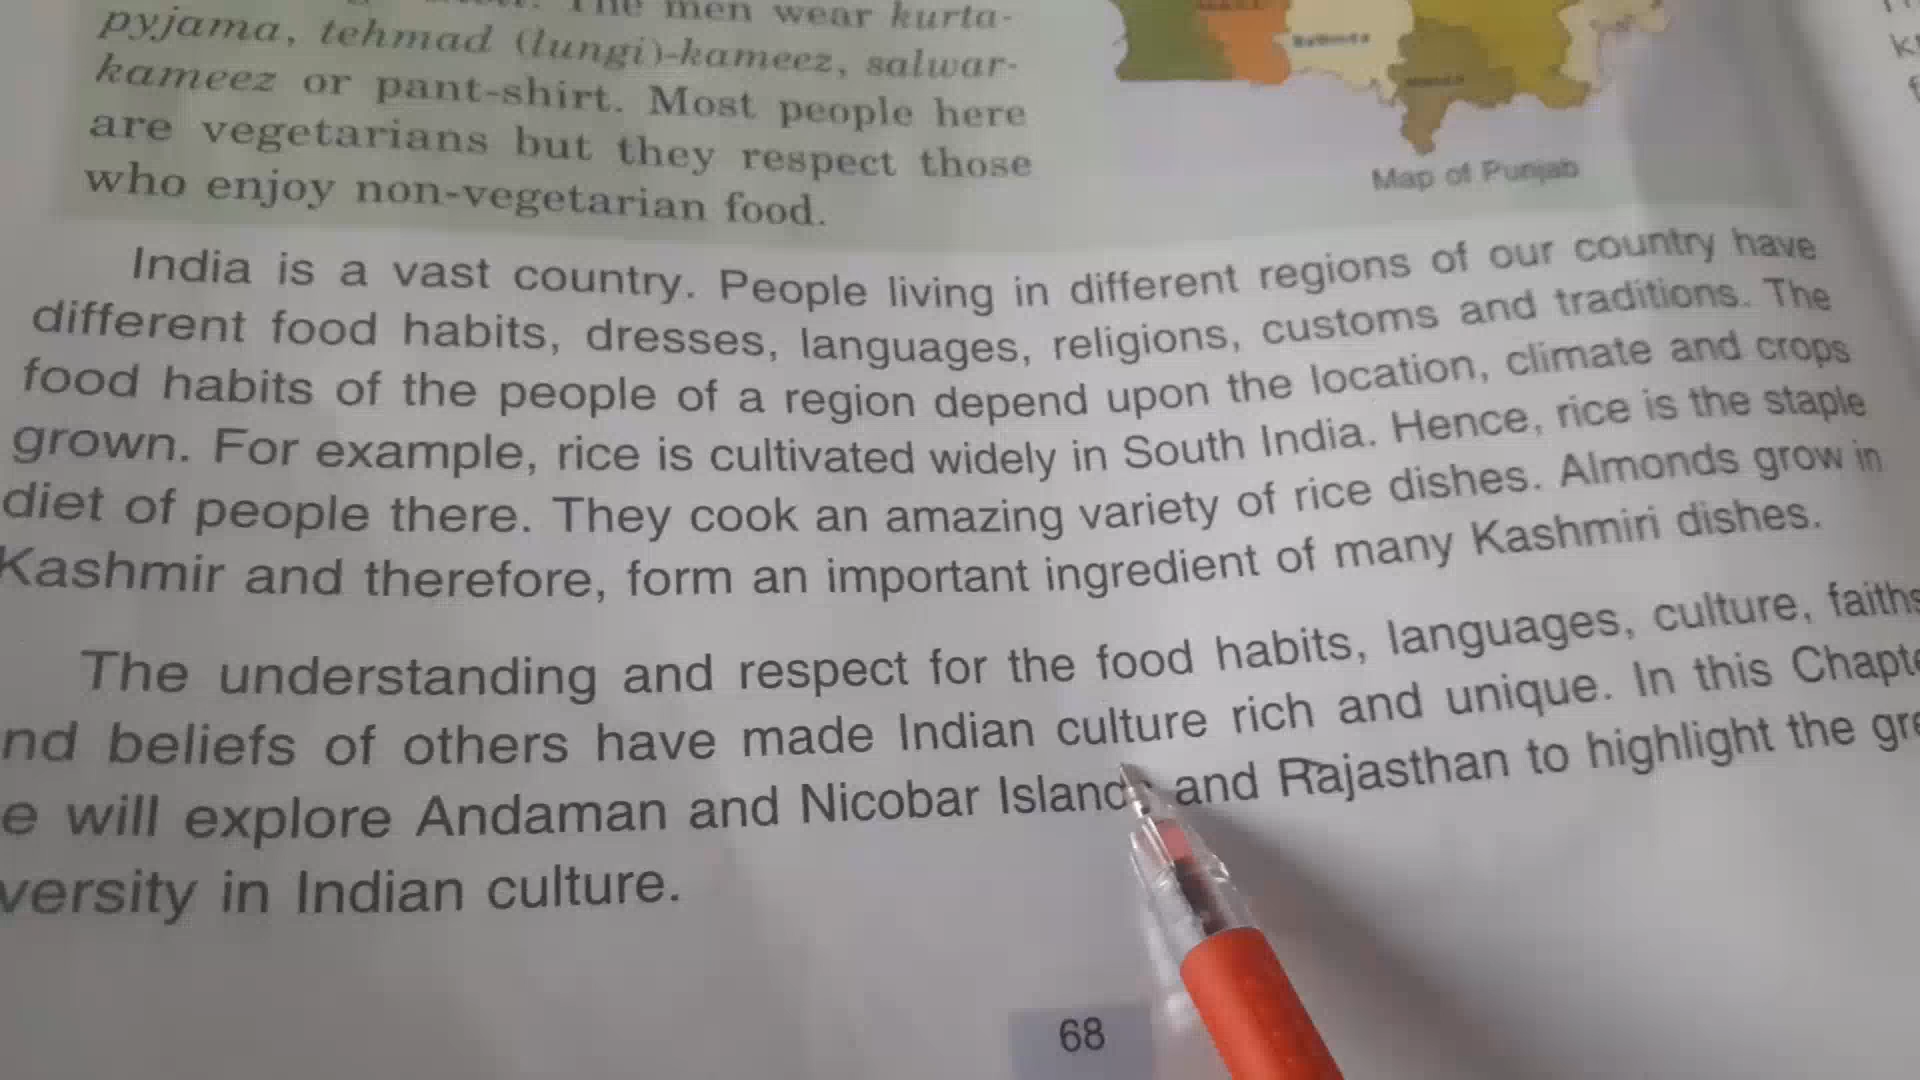 The men wear kurta-
pyjama, tehmad (lungi)-kameez, salwar-
kameez or pant-shirt. Most people here
are vegetarians but they respect those
who enjoy non-vegetarian food.
Map of Punjab
India is a vast country. People living in different regions of our country have
different food habits, dresses, languages, religions, customs and traditions. The
food habits of the people of a region depend upon the location, climate and crops
grown. For example, rice is cultivated widely in South India. Hence, rice is the staple
diet of people there. They cook an amazing variety of rice dishes. Almonds grow in
Kashmir and therefore, form an important ingredient of many Kashmiri dishes.
The understanding and respect for the food habits, languages, culture, faiths
nd beliefs of others have made Indian culture rich and unique. In this Chapte
e will explore Andaman and Nicobar Island and Rajasthan to highlight the gre
versity in Indian culture.
68